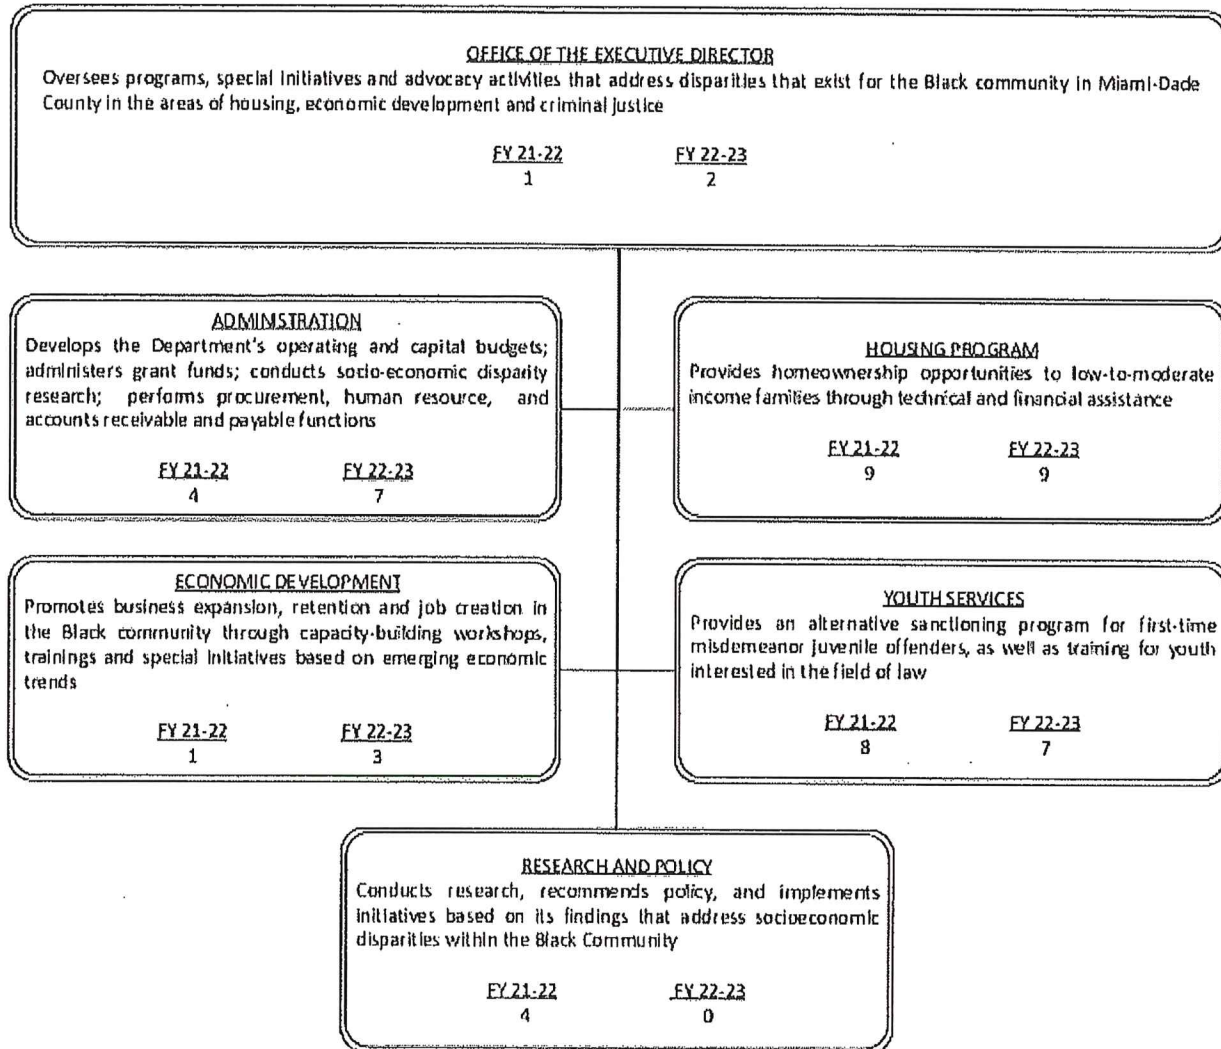 OFFICE OF THE EXECUTIVE DIRECTOR
Oversees programs, special initiatives and advocacy activities that address disparities that exist for the Black community in Miami-Dade
County in the areas of housing, economic development and criminal justice
FY 21-22 FY 22-23
1 2
ADMINISTRATION
Develops the Department's operating and capital budgets;
administers grant funds; conducts socio-economic disparity
research; performs procurement, human resource, and
accounts receivable and payable functions
FY 21-22 FY 22-23
4 7
HOUSING PROGRAM
Provides homeownership opportunities to low-to-moderate
income families through technical and financial assistance
FY 21-22 FY 22-23
9 9
ECONOMIC DEVELOPMENT
Promotes business expansion, retention and job creation in
the Black community through capacity-building workshops,
trainings and special initiatives based on emerging economic
trends
FY 21-22 FY 22-23
1 3
YOUTH SERVICES
Provides an alternative sanctioning program for first-time
misdemeanor juvenile offenders, as well as training for youth
interested in the field of law
FY 21-22 FY 22-23
8 7
RESEARCH AND POLICY
Conducts research, recommends policy, and implements
initiatives based on its findings that address socioeconomic
disparities within the Black Community
FY 21-22 FY 22-23
4 0